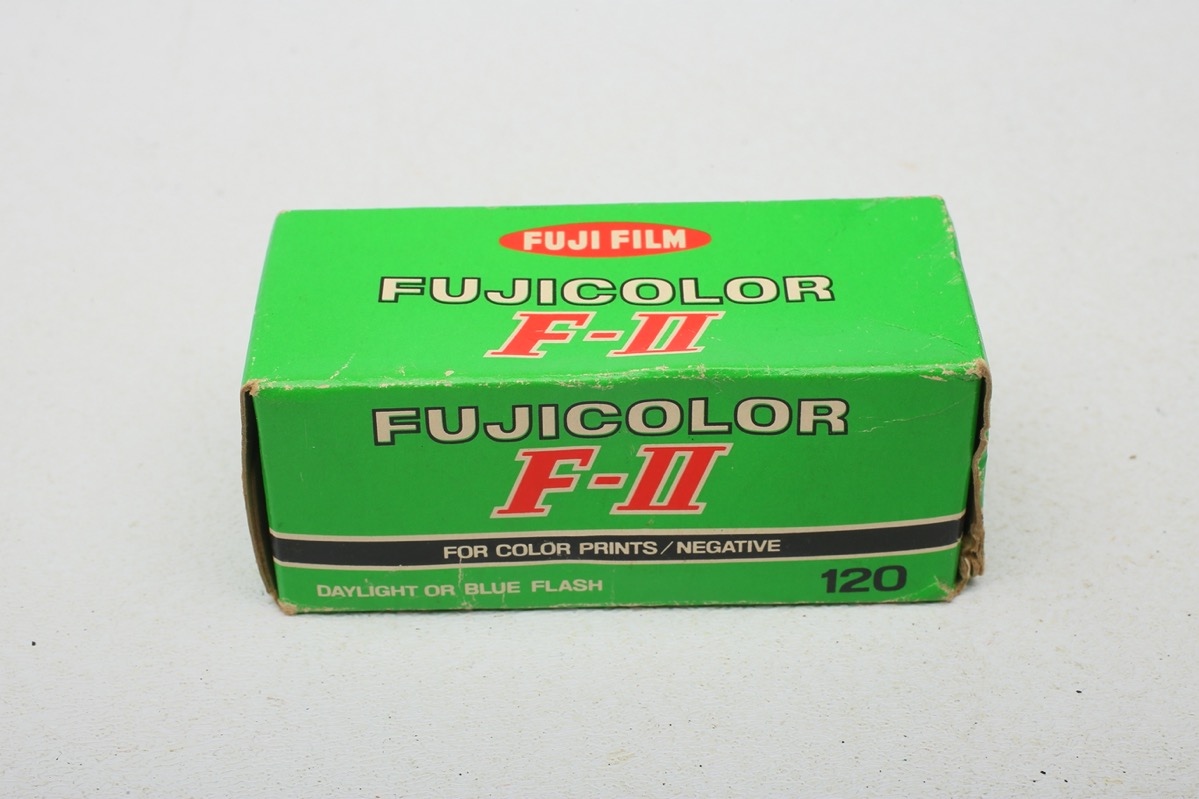 FUJI FILM
FUJICOLOR
F-II
FUJICOLOR
F-II
FOR COLOR PRINTS/NEGATIVE
DAYLIGHT OR BLUE FLASH
120